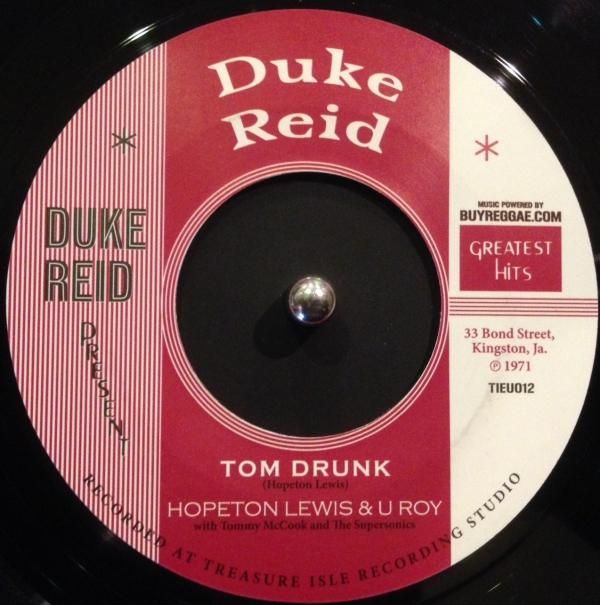 Duke
Reid
DUKE
REID
PRESENT
MUSIC POWERED BY
BUYREGGAE.COM
GREATEST
HITS
33 Bond Street,
Kingston, Ja.
℗ 1971
TIEU012
TOM DRUNK
(Hopeton Lewis)
HOPETON LEWIS & U ROY
with Tommy McCook and The Supersonics
RECORDED AT TREASURE ISLE RECORDING STUDIO